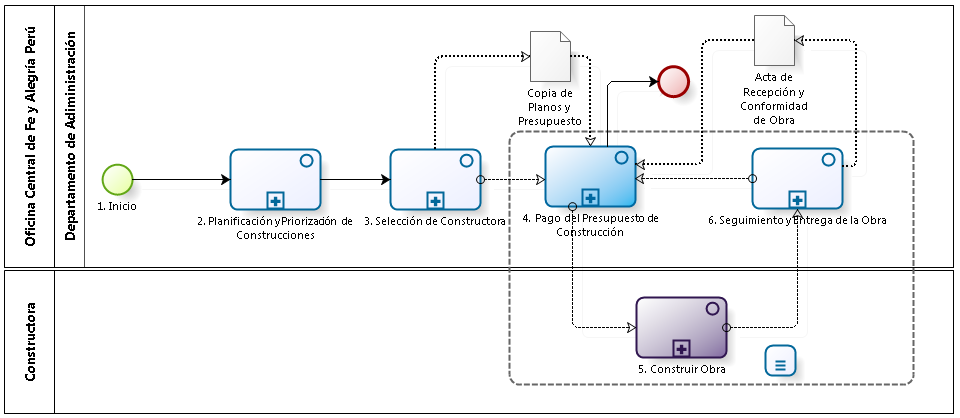 Oficina Central de Fe y Alegría Perú
Departamento de Adiministración
1. Inicio
2. Planificación y Priorizadón de
Construcciones
3. Selección de Constructora
Copia de
Planos y
Presupuesto
4. Pago del Presupuesto de
Construcción
Acta de
Recepción y
Conformidad
de Obra
6. Seguimiento y Entrega de la Obra
Constructora
5. Construir Obra